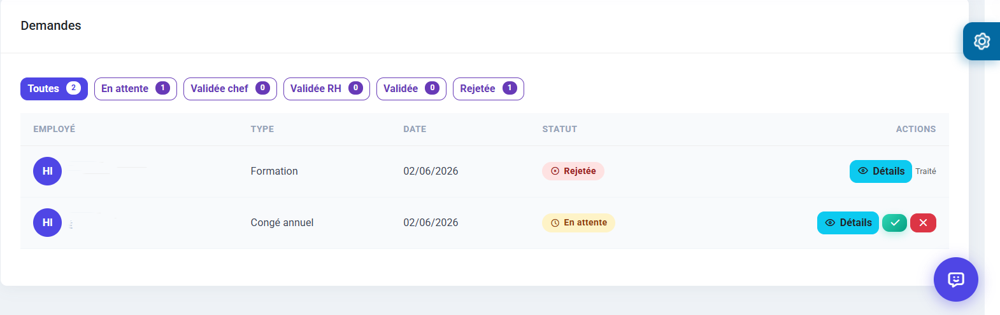 Demandes
Toutes 2 En attente 1 Validée chef 0 Validée RH 0 Validée 0 Rejetée 1
EMPLOYÉ TYPE DATE STATUT ACTIONS
HI Formation 02/06/2026 Rejetée Détails Traité
HI Congé annuel 02/06/2026 En attente Détails